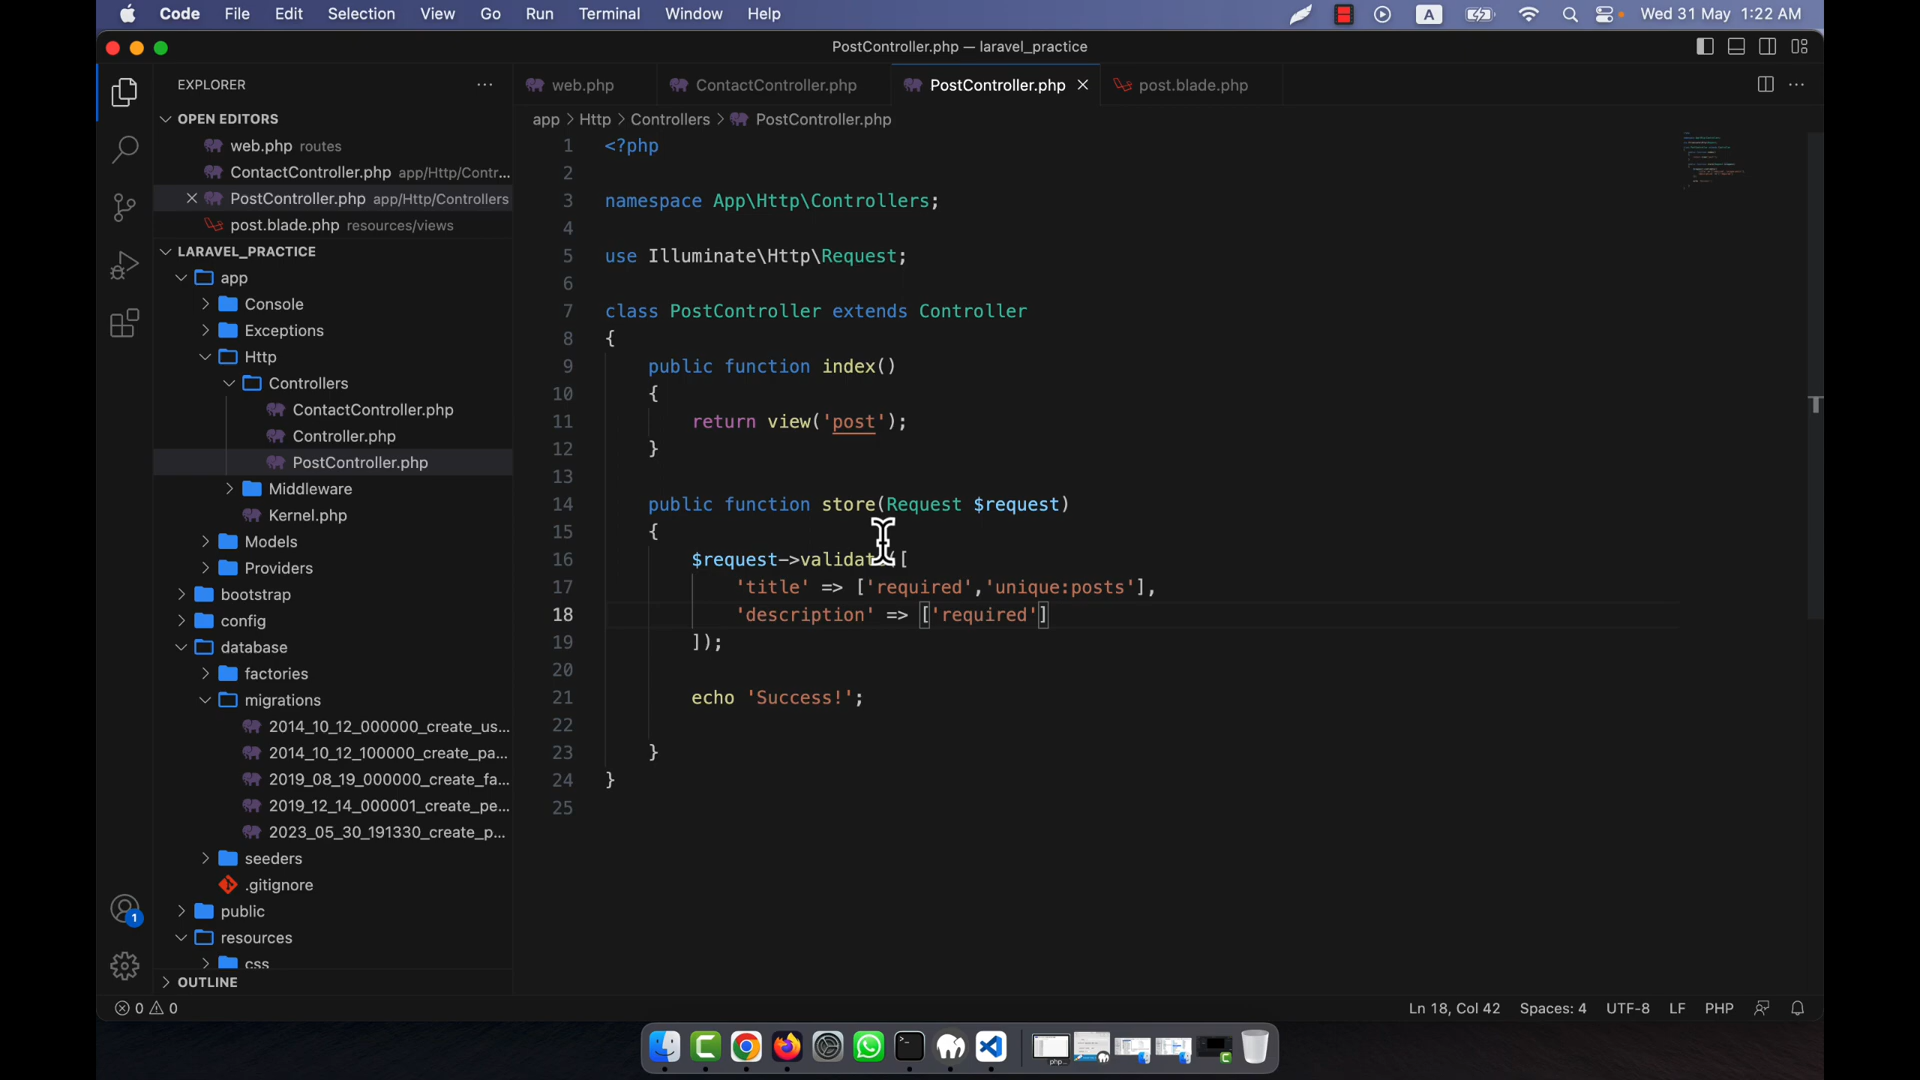 Code File Edit Selection View Go Run Terminal Window Help A Wed 31 May 1:22 AM
PostController.php — laravel_practice
EXPLORER
OPEN EDITORS
web.php routes
ContactController.php app/Http/Contr...
PostController.php app/Http/Controllers
post.blade.php resources/views
LARAVEL_PRACTICE
app
Console
Exceptions
Http
Controllers
ContactController.php
Controller.php
PostController.php
Middleware
Kernel.php
Models
Providers
bootstrap
config
database
factories
migrations
2014_10_12_000000_create_us...
2014_10_12_100000_create_pa...
2019_08_19_000000_create_fa...
2019_12_14_000001_create_pe...
2023_05_30_191330_create_p...
seeders
.gitignore
public
resources
css
OUTLINE
web.php ContactController.php PostController.php post.blade.php
app > Http > Controllers > PostController.php
1 <?php
2
3 namespace App\Http\Controllers;
4
5 use Illuminate\Http\Request;
6
7 class PostController extends Controller
8 {
9 public function index()
10 {
11 return view('post');
12 }
13
14 public function store(Request $request)
15 {
16 $request->validat [
17 'title' => ['required','unique:posts'],
18 'description' => ['required']
19 ]);
20
21 echo 'Success!';
22
23 }
24 }
25
1
0 0 Ln 18, Col 42 Spaces: 4 UTF-8 LF PHP